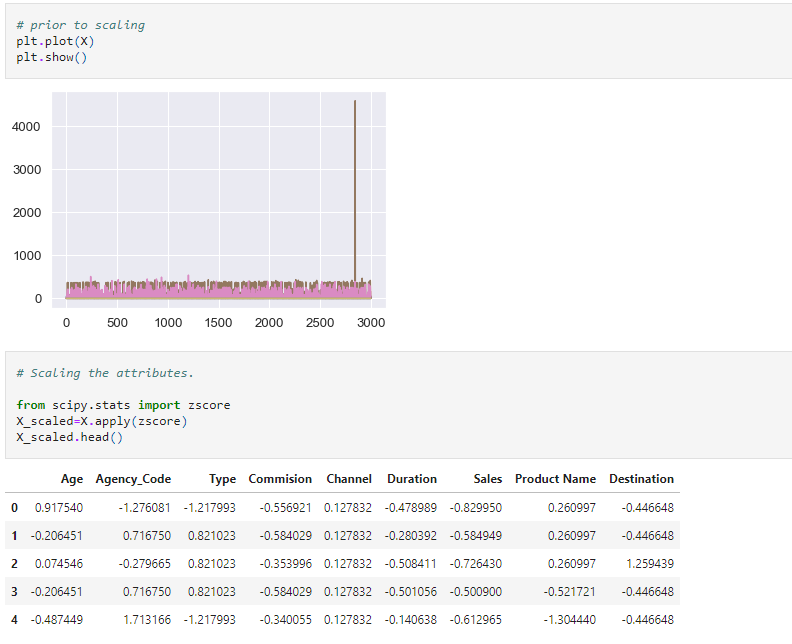 # prior to scaling
plt.plot(X)
plt.show()
4000
3000
2000
1000
0
0 500 1000 1500 2000 2500 3000
# Scaling the attributes.
from scipy.stats import zscore
X_scaled=X.apply(zscore)
X_scaled.head()
Age Agency_Code Type Commision Channel Duration Sales Product Name Destination
0 0.917540 -1.276081 -1.217993 -0.556921 0.127832 -0.478989 -0.829950 0.260997 -0.446648
1 -0.206451 0.716750 0.821023 -0.584029 0.127832 -0.280392 -0.584949 0.260997 -0.446648
2 0.074546 -0.279665 0.821023 -0.353996 0.127832 -0.508411 -0.726430 0.260997 1.259439
3 -0.206451 0.716750 0.821023 -0.584029 0.127832 -0.501056 -0.500900 -0.521721 -0.446648
4 -0.487449 1.713166 -1.217993 -0.340055 0.127832 -0.140638 -0.612965 -1.304440 -0.446648